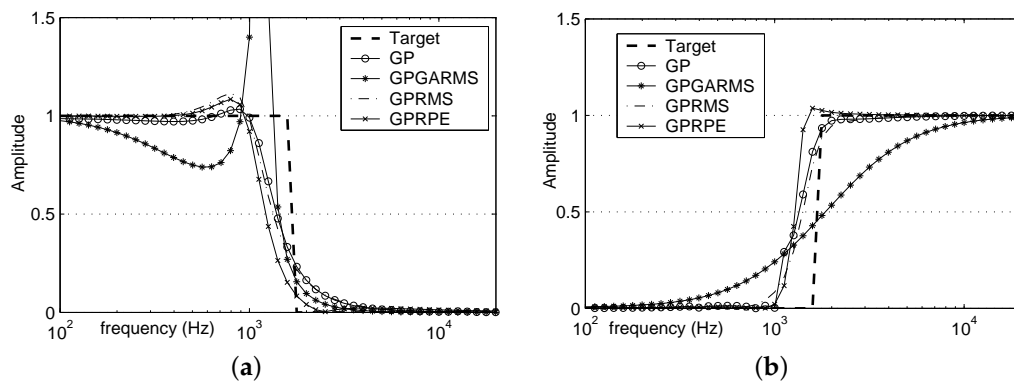 1.5
1
0.5
0
Amplitude
10^2
10^3
10^4
frequency (Hz)
Target
GP
GPGARMS
GPRMS
GPRPE
(a)
1.5
1
0.5
0
Amplitude
10^2
10^3
10^4
frequency (Hz)
Target
GP
GPGARMS
GPRMS
GPRPE
(b)